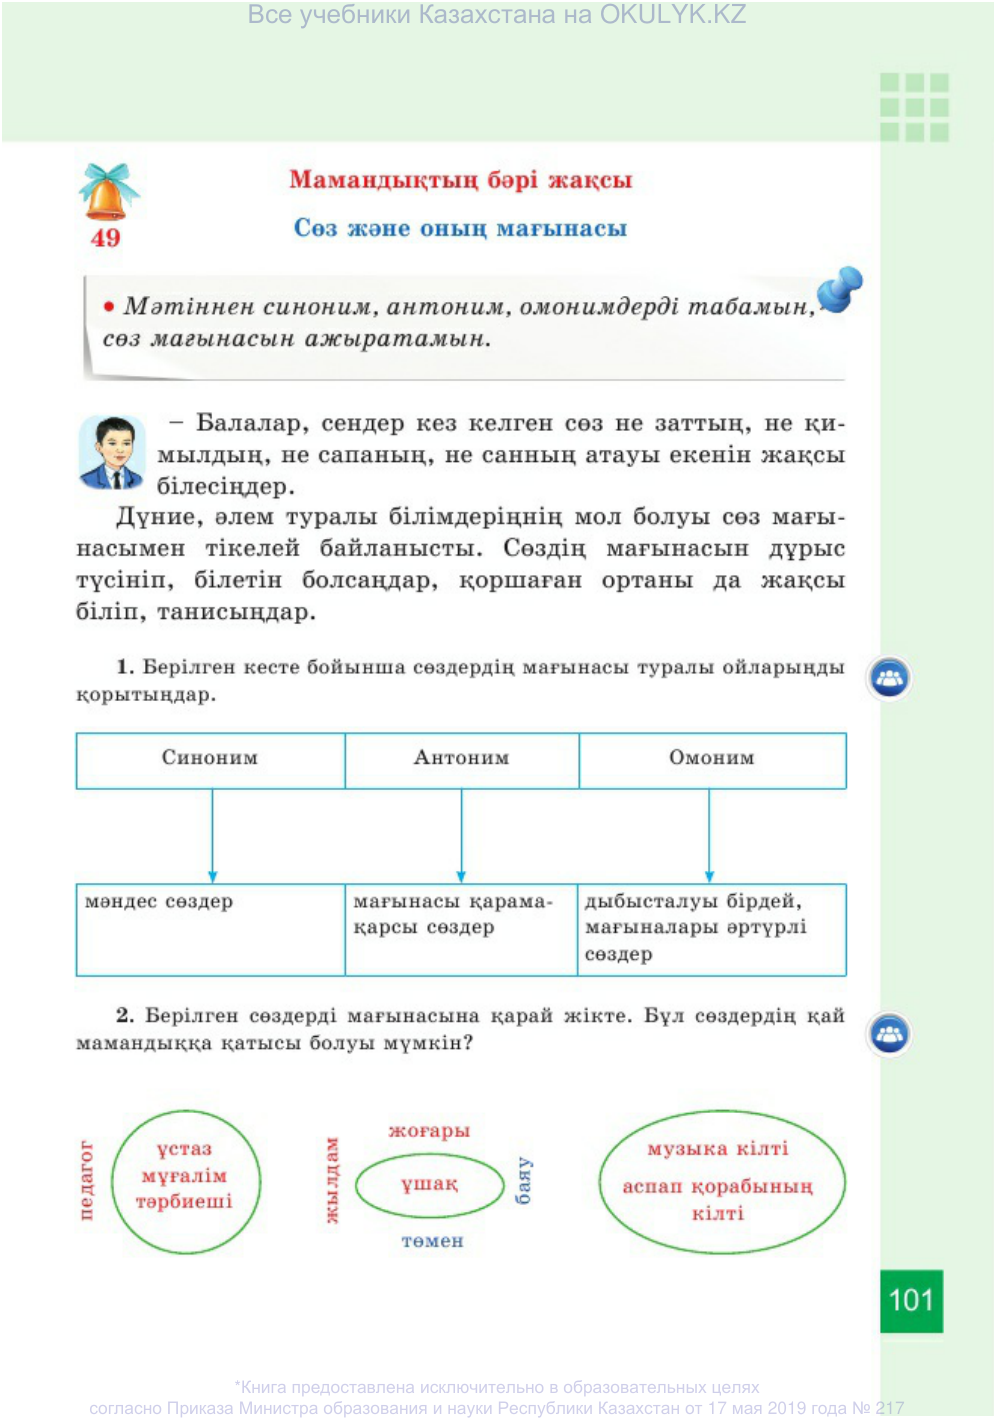 Все учебники Казахстана на OKULYK.KZ
49
Мамандықтың бәрі жақсы
Сөз және оның мағынасы
• Мәтіннен синоним, антоним, омонимдерді табамын,
сөз мағынасын ажыратамын.
– Балалар, сендер кез келген сөз не заттың, не қи-
мылдың, не сапаның, не санның атауы екенін жақсы
білесіңдер.
Дүние, әлем туралы білімдеріңнің мол болуы сөз мағы-
насымен тікелей байланысты. Сөздің мағынасын дұрыс
түсініп, білетін болсаңдар, қоршаған ортаны да жақсы
біліп, танисыңдар.
1. Берілген кесте бойынша сөздердің мағынасы туралы ойларыңды
қорытыңдар.
Синоним
Антоним
Омоним
мәндес сөздер
мағынасы қарама-
қарсы сөздер
дыбысталуы бірдей,
мағыналары әртүрлі
сөздер
2. Берілген сөздерді мағынасына қарай жікте. Бұл сөздердің қай
мамандыққа қатысы болуы мүмкін?
педагог
ұстаз
мұғалім
тәрбиеші
жылдам
жоғары
ұшақ
баяу
төмен
музыка кілті
аспап қорабының
кілті
101
*Книга предоставлена исключительно в образовательных целях
согласно Приказа Министра образования и науки Республики Казахстан от 17 мая 2019 года № 217